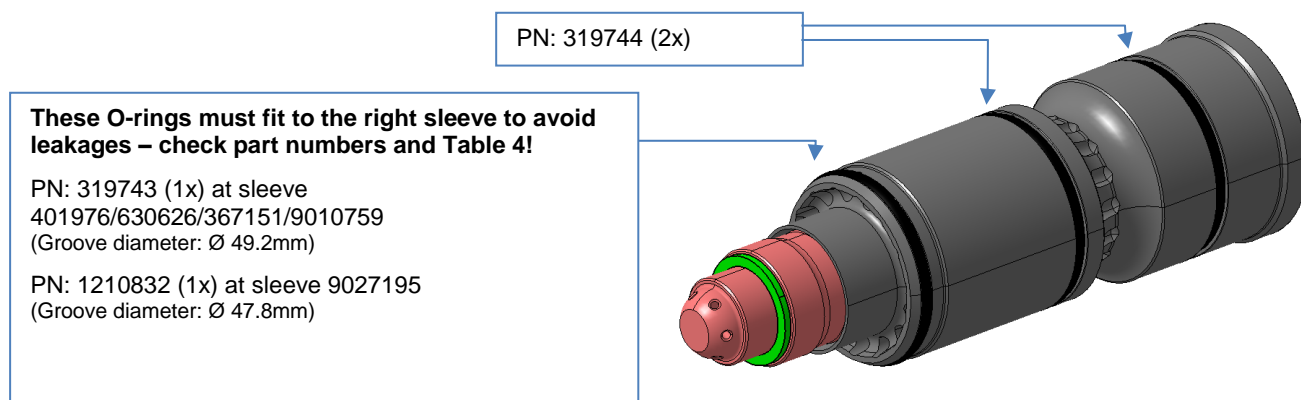 PN: 319744 (2x)
These O-rings must fit to the right sleeve to avoid
leakages – check part numbers and Table 4!
PN: 319743 (1x) at sleeve
401976/630626/367151/9010759
(Groove diameter: Ø 49.2mm)
PN: 1210832 (1x) at sleeve 9027195
(Groove diameter: Ø 47.8mm)